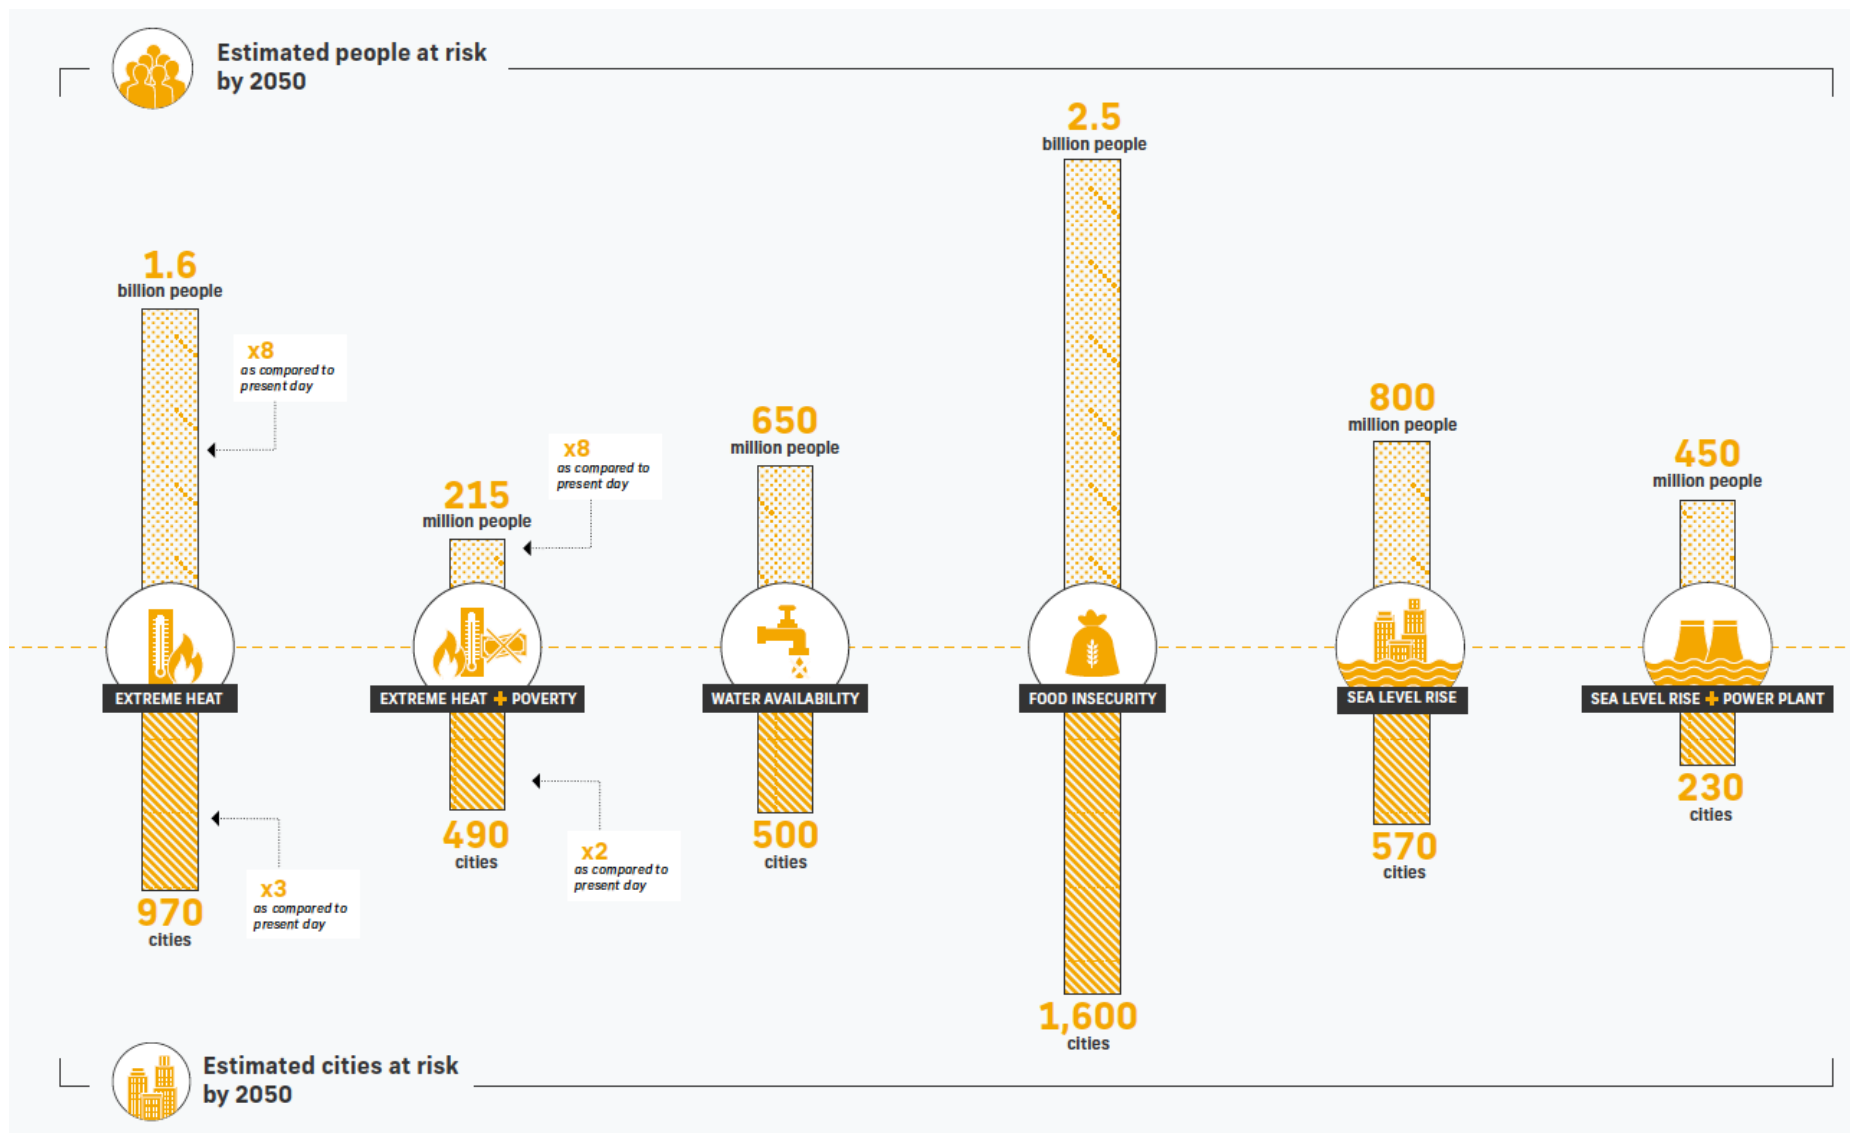 Estimated people at risk
by 2050
1.6
billion people
x8
as compared to
present day
EXTREME HEAT
x3
as compared to
present day
970
cities
215
million people
x8
as compared to
present day
EXTREME HEAT + POVERTY
x2
as compared to
present day
490
cities
650
million people
WATER AVAILABILITY
500
cities
2.5
billion people
FOOD INSECURITY
1,600
cities
800
million people
SEA LEVEL RISE
570
cities
450
million people
SEA LEVEL RISE + POWER PLANT
230
cities
Estimated cities at risk
by 2050